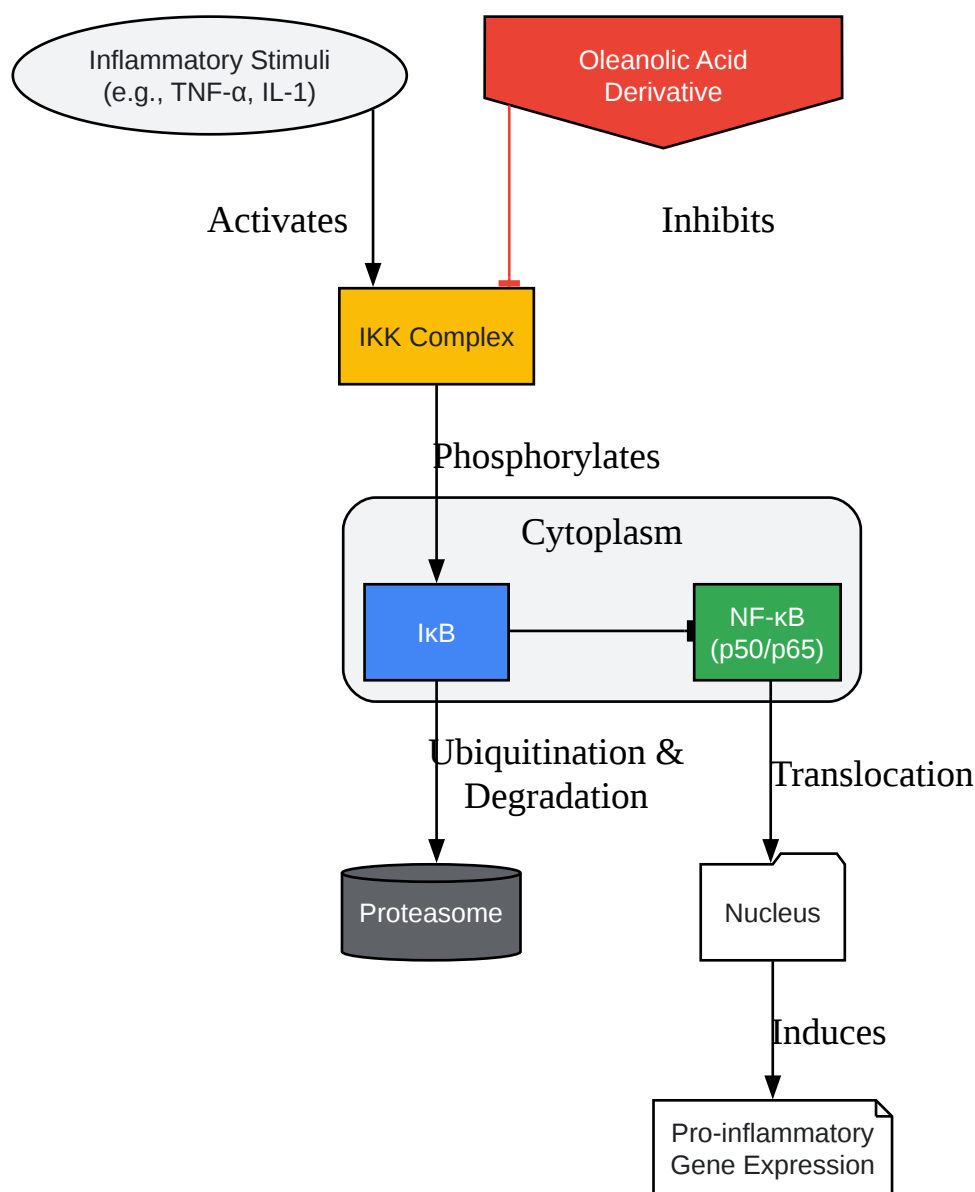 Inflammatory Stimuli
(e.g., TNF-α, IL-1)
Oleanolic Acid
Derivative
Activates
Inhibits
IKK Complex
Phosphorylates
Cytoplasm
IκB
NF-κB
(p50/p65)
Ubiquitination &
Degradation
Translocation
Proteasome
Nucleus
Induces
Pro-inflammatory
Gene Expression